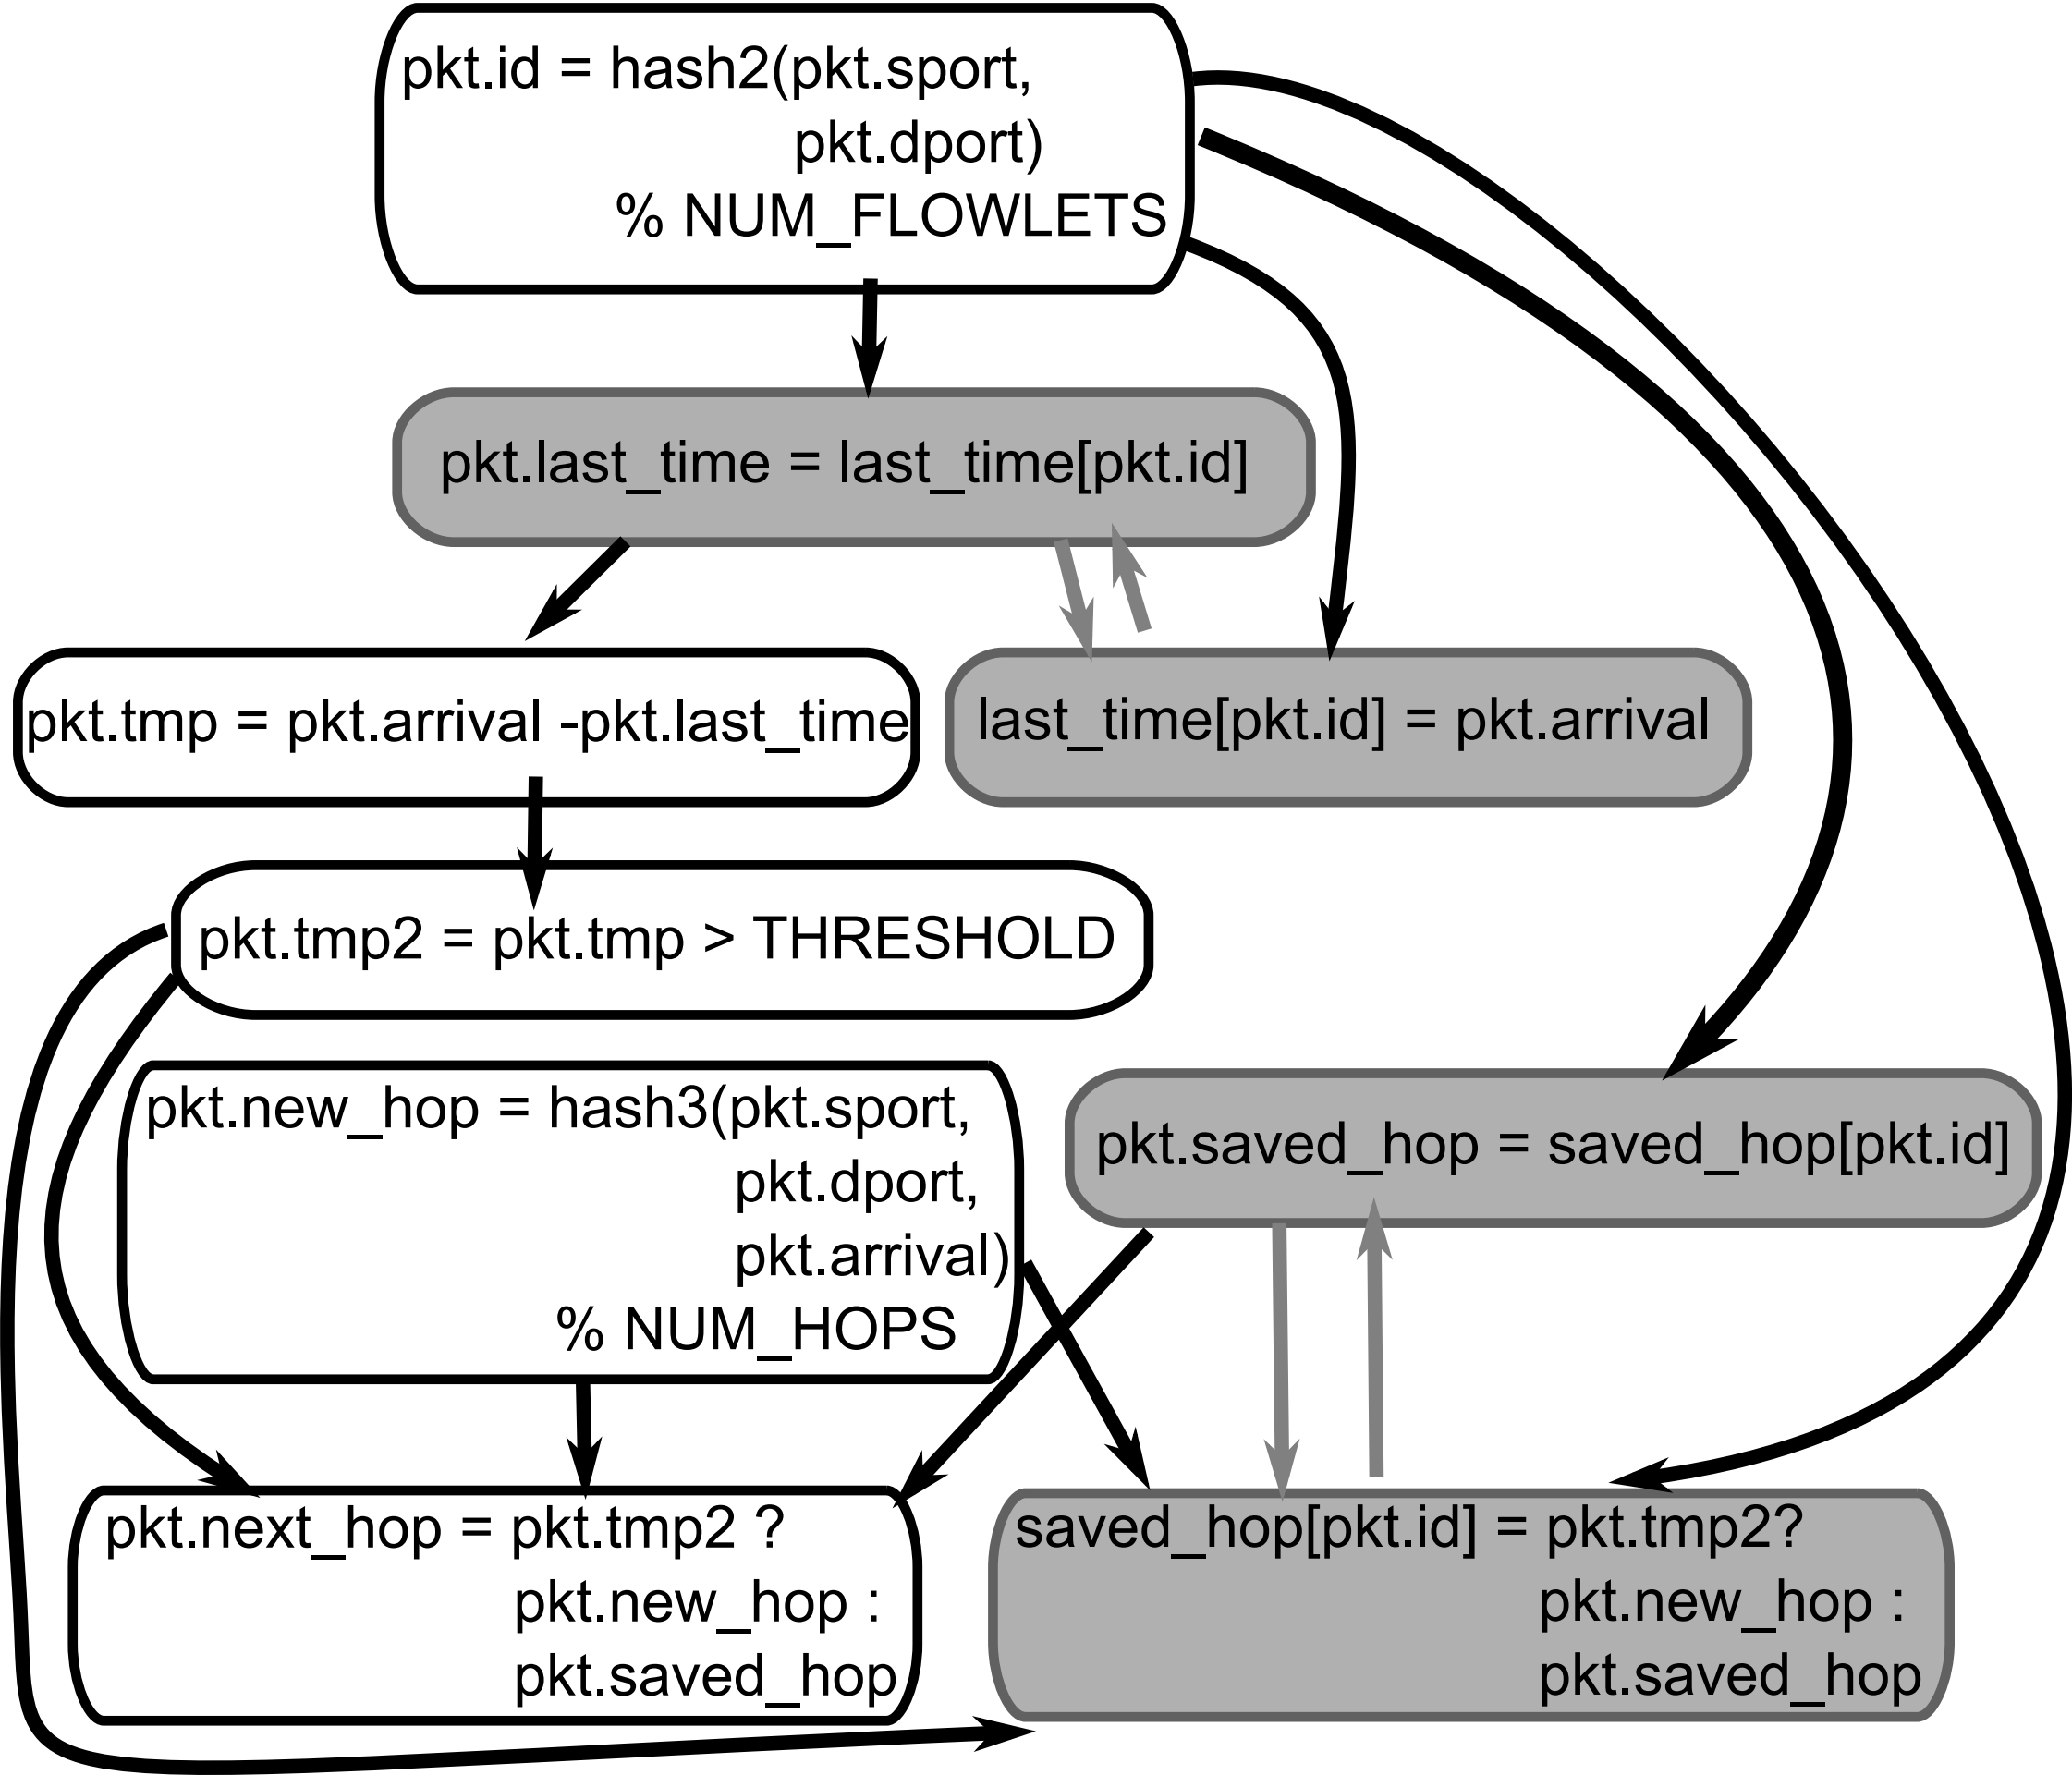 pkt.id = hash2(pkt.sport,
pkt.dport)
% NUM_FLOWLETS
pkt.last_time = last_time[pkt.id]
pkt.tmp = pkt.arrival -pkt.last_time
last_time[pkt.id] = pkt.arrival
pkt.tmp2 = pkt.tmp > THRESHOLD
pkt.new_hop = hash3(pkt.sport,
pkt.dport,
pkt.arrival)
% NUM_HOPS
pkt.saved_hop = saved_hop[pkt.id]
pkt.next_hop = pkt.tmp2 ?
pkt.new_hop :
pkt.saved_hop
saved_hop[pkt.id] = pkt.tmp2?
pkt.new_hop :
pkt.saved_hop